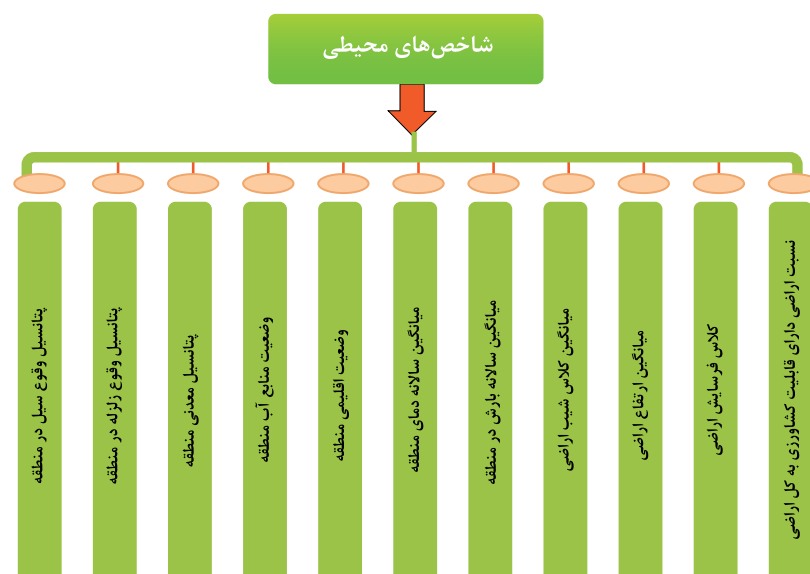 شاخص‌های محیطی
نسبت اراضی دارای قابلیت کشاورزی به کل اراضی
کلاس فرسایش اراضی
میانگین ارتفاع اراضی
میانگین کلاس شیب اراضی
میانگین سالانه بارش در منطقه
میانگین سالانه دمای منطقه
وضعیت اقلیمی منطقه
وضعیت منابع آب منطقه
پتانسیل معدنی منطقه
پتانسیل وقوع زلزله در منطقه
پتانسیل وقوع سیل در منطقه